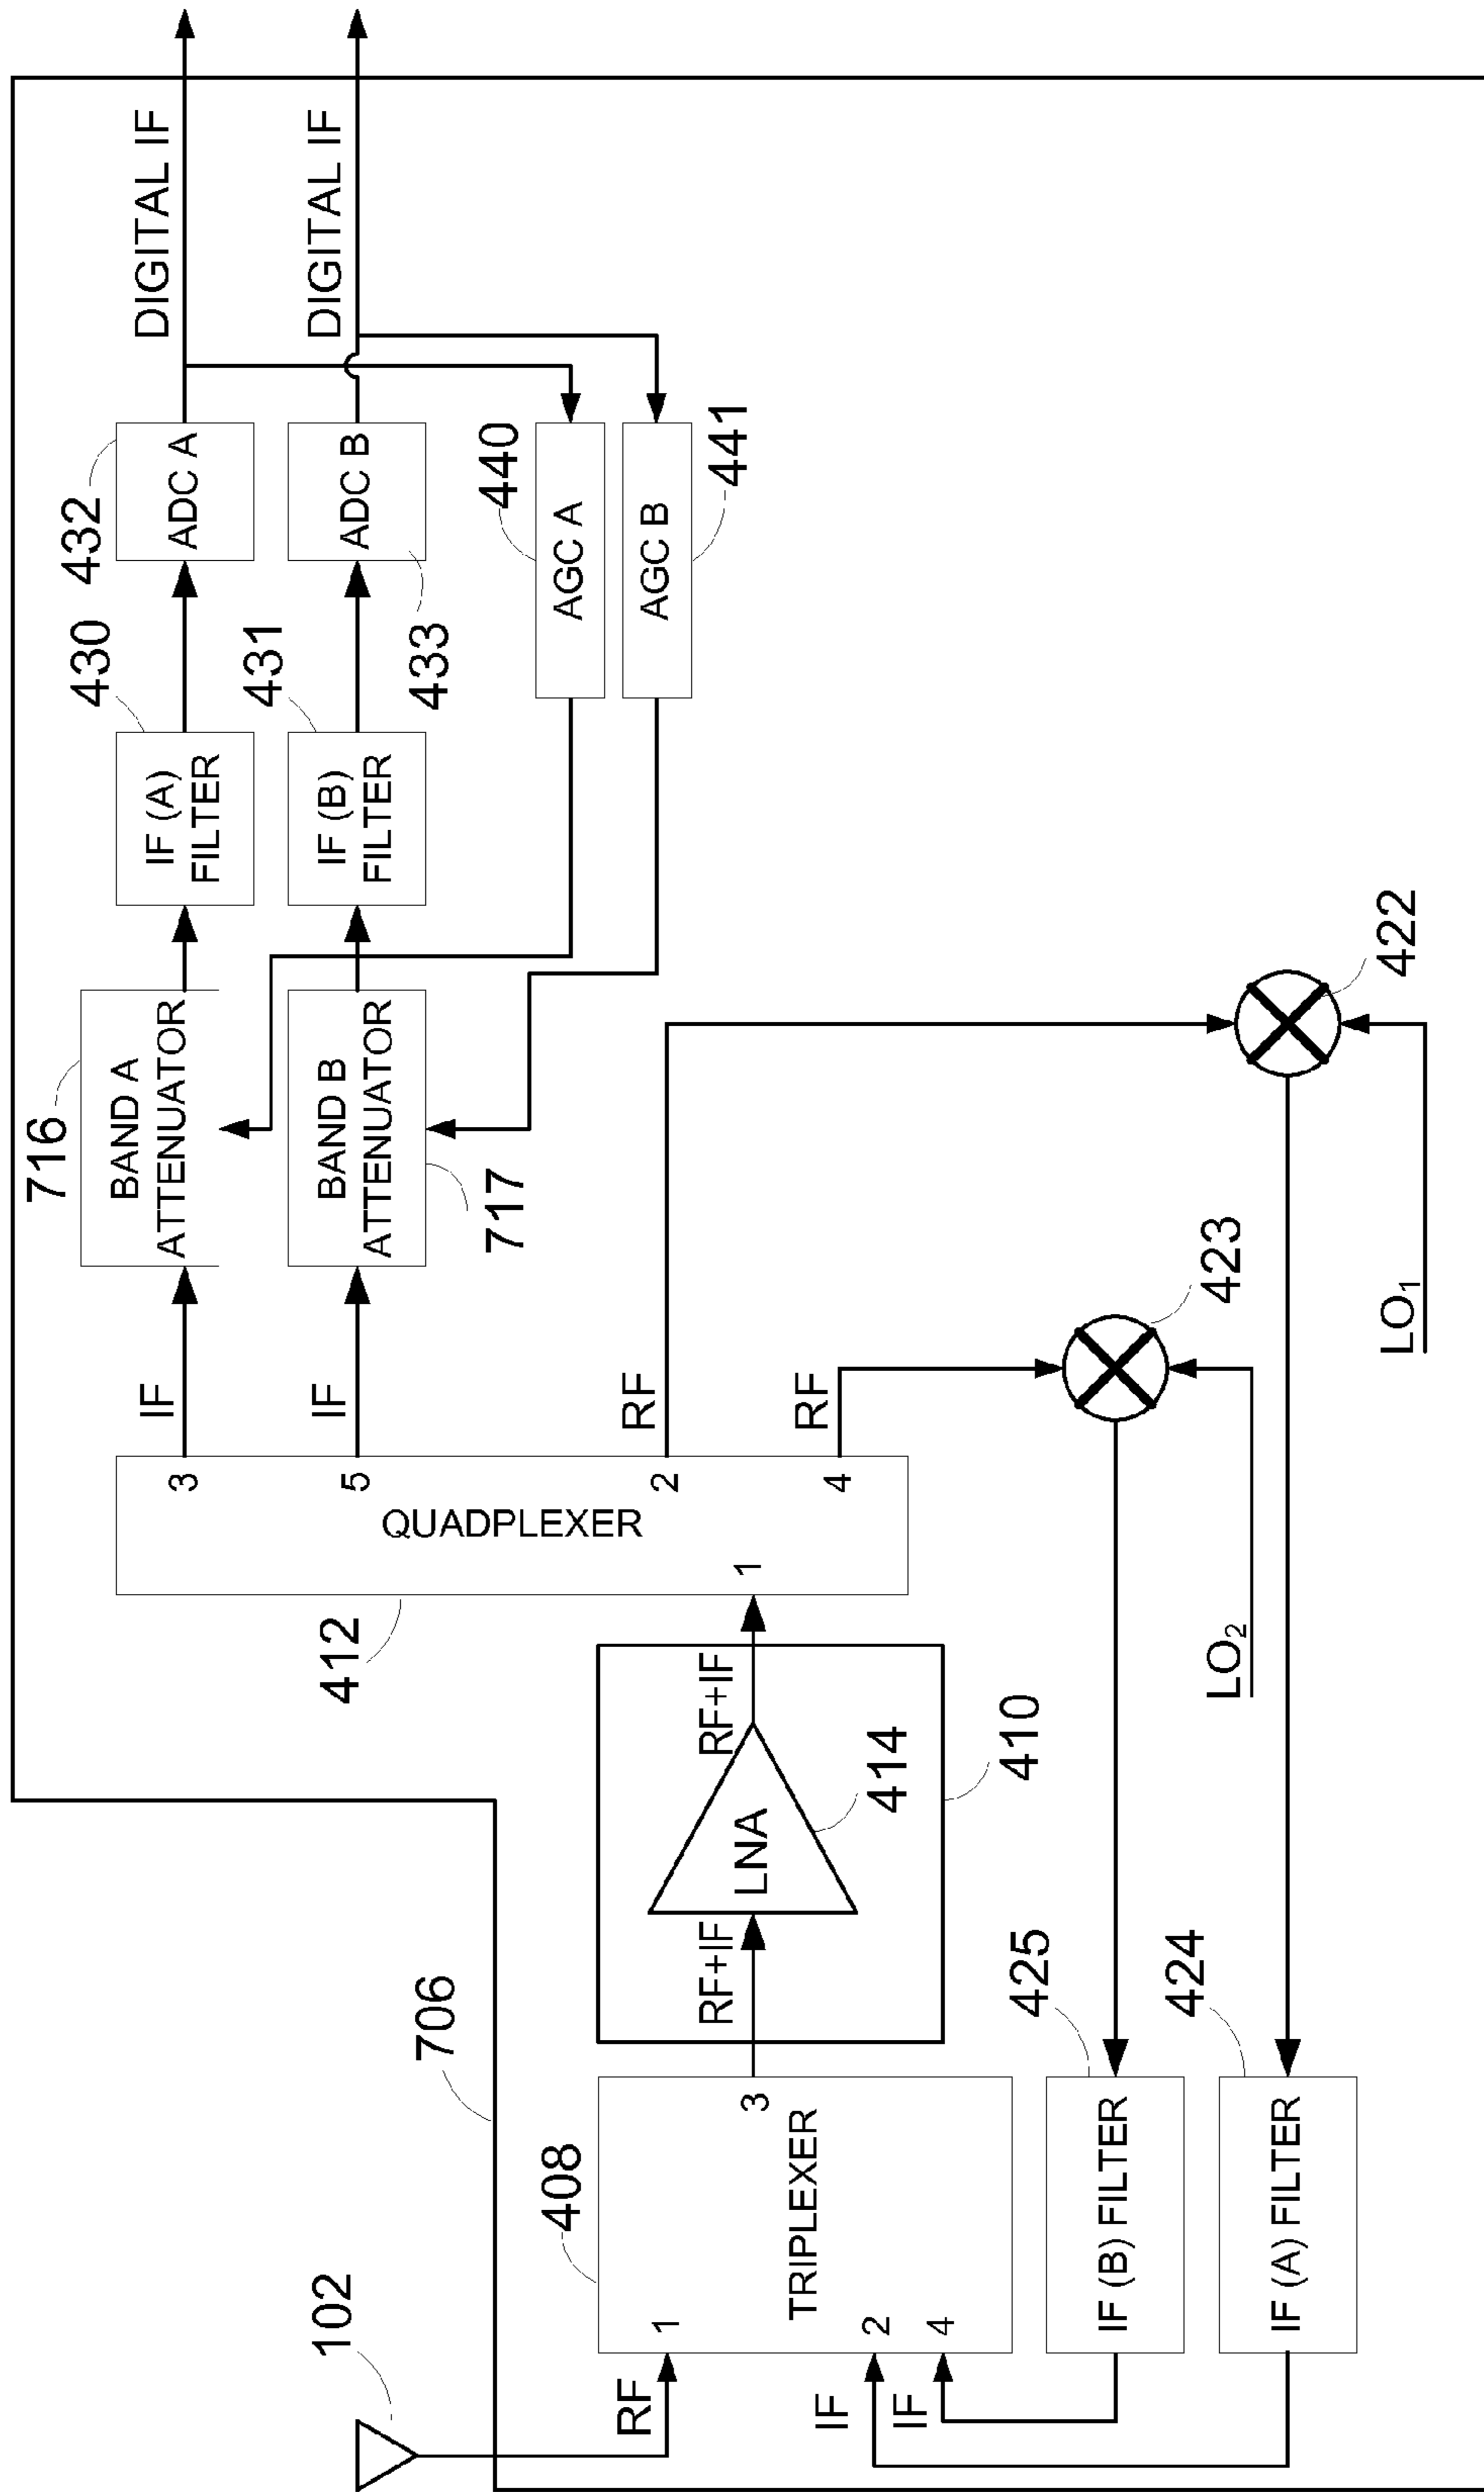 102
RF
706
408
1
TRIPLEXER
3
IF
2
IF
4
425
IF (B) FILTER
424
IF (A) FILTER
RF+IF
LNA
RF+IF
414
410
412
QUADPLEXER
1
3
5
2
4
IF
IF
RF
RF
716
BAND A
ATTENUATOR
BAND B
ATTENUATOR
717
430
IF (A)
FILTER
431
IF (B)
FILTER
432
ADC A
ADC B
433
DIGITAL IF
DIGITAL IF
440
AGC A
AGC B
441
423
LO2
422
LO1